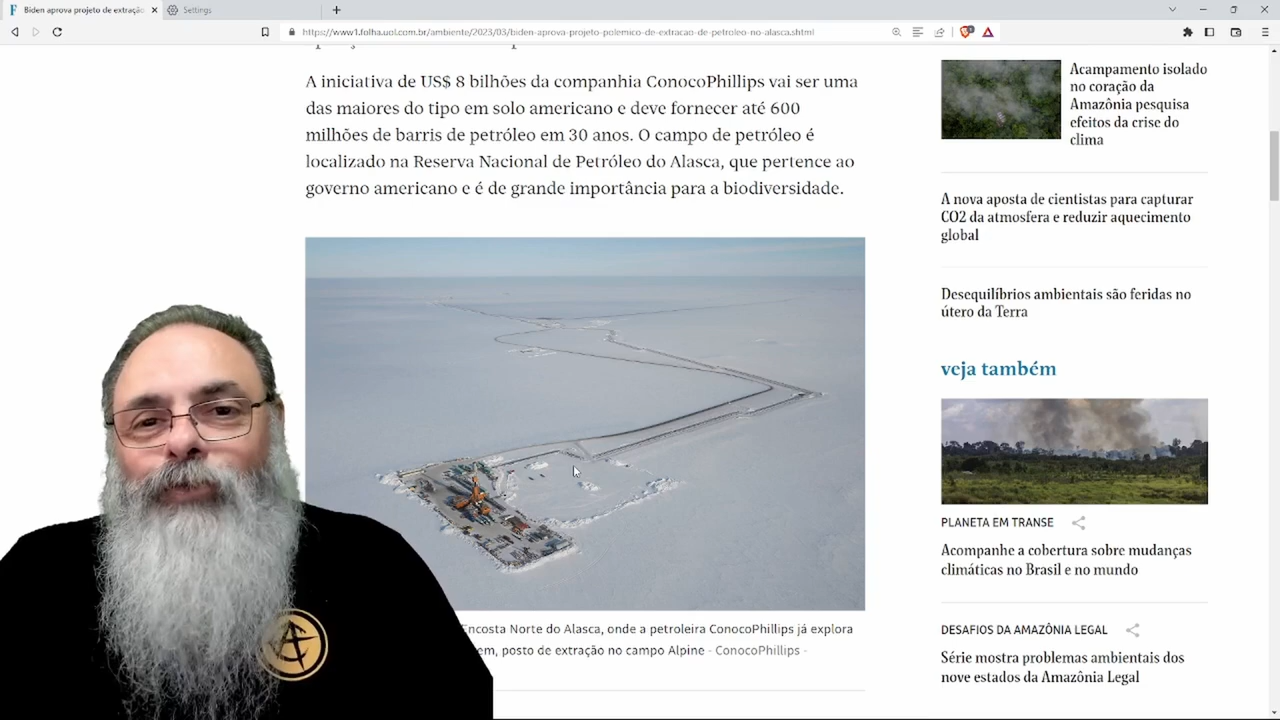 Biden aprova projeto de extração
Settings
https://www1.folha.uol.com.br/ambiente/2023/03/biden-aprova-projeto-polemico-de-extracao-de-petroleo-no-alasca.shtml
A iniciativa de US$ 8 bilhões da companhia ConocoPhillips vai ser uma
das maiores do tipo em solo americano e deve fornecer até 600
milhões de barris de petróleo em 30 anos. O campo de petróleo é
localizado na Reserva Nacional de Petróleo do Alasca, que pertence ao
governo americano e é de grande importância para a biodiversidade.
Encosta Norte do Alasca, onde a petroleira ConocoPhillips já explora
em, posto de extração no campo Alpine - ConocoPhillips -
Acampamento isolado
no coração da
Amazônia pesquisa
efeitos da crise do
clima
A nova aposta de cientistas para capturar
CO2 da atmosfera e reduzir aquecimento
global
Desequilíbrios ambientais são feridas no
útero da Terra
veja também
PLANETA EM TRANSE
Acompanhe a cobertura sobre mudanças
climáticas no Brasil e no mundo
DESAFIOS DA AMAZÔNIA LEGAL
Série mostra problemas ambientais dos
nove estados da Amazônia Legal